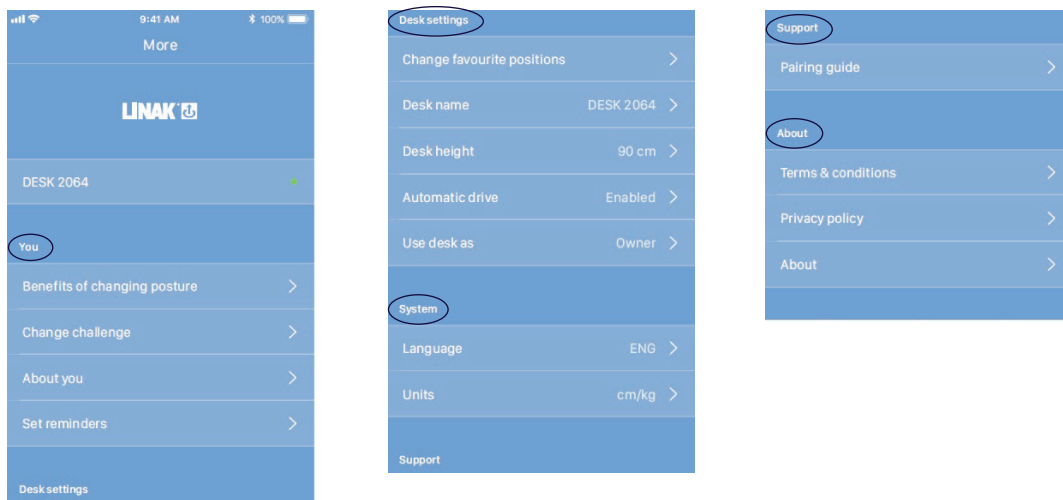 9:41 AM
100%
More
LINAK
DESK 2064
You
Benefits of changing posture
Change challenge
About you
Set reminders
Desk settings
Desk settings
Change favourite positions
Desk name DESK 2064
Desk height 90 cm
Automatic drive Enabled
Use desk as Owner
System
Language ENG
Units cm/kg
Support
Support
Pairing guide
About
Terms & conditions
Privacy policy
About